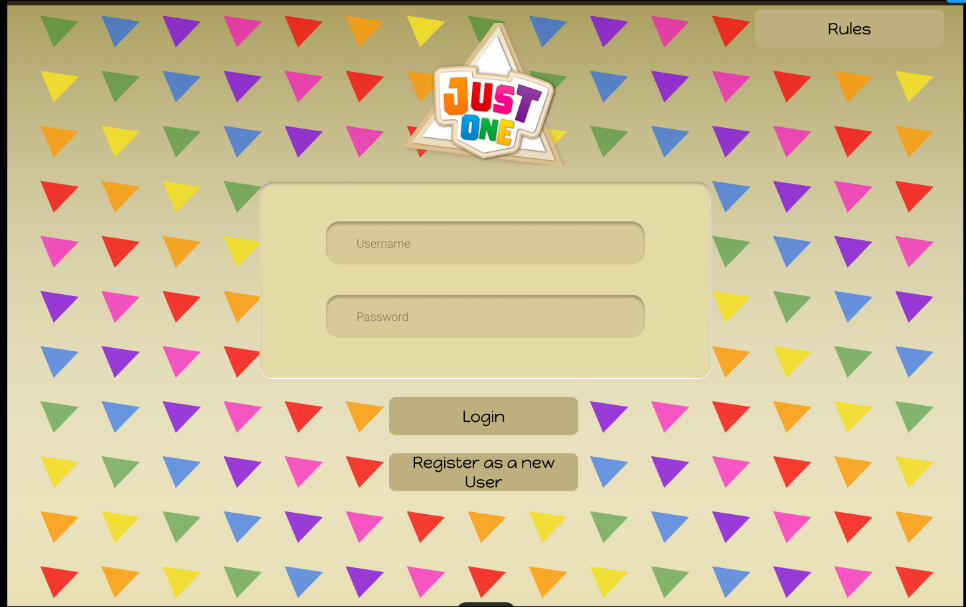 Rules
JUST
ONE
Username
Password
Login
Register as a new
User